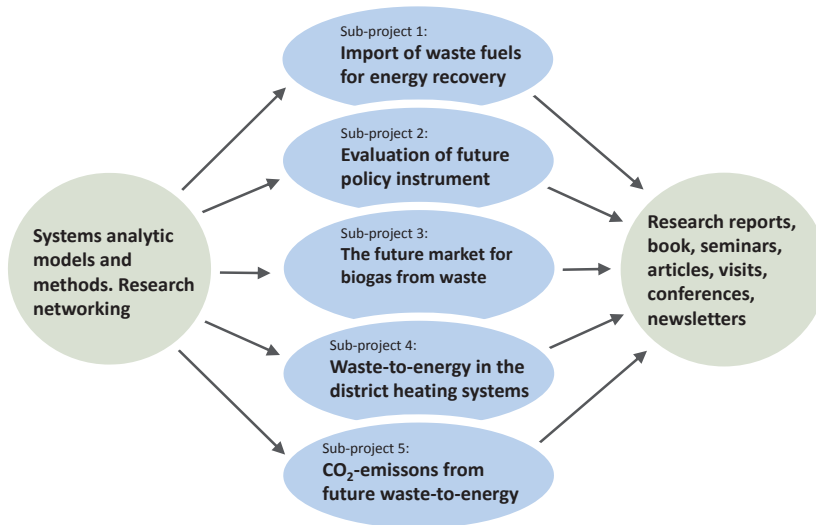 Sub-project 1:
Import of waste fuels
for energy recovery
Sub-project 2:
Evaluation of future
policy instrument
Systems analytic
models and
methods. Research
networking
Sub-project 3:
The future market for
biogas from waste
Research reports,
book, seminars,
articles, visits,
conferences,
newsletters
Sub-project 4:
Waste-to-energy in the
district heating systems
Sub-project 5:
CO₂-emissons from
future waste-to-energy